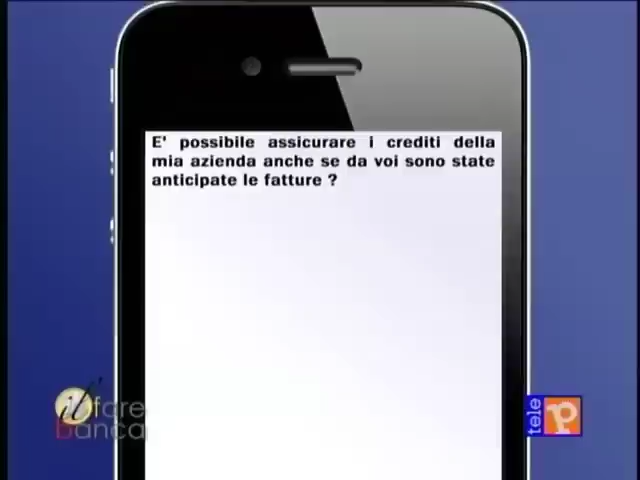 E' possibile assicurare i crediti della
mia azienda anche se da voi sono state
anticipate le fatture ?
il fare
banca
tele
p